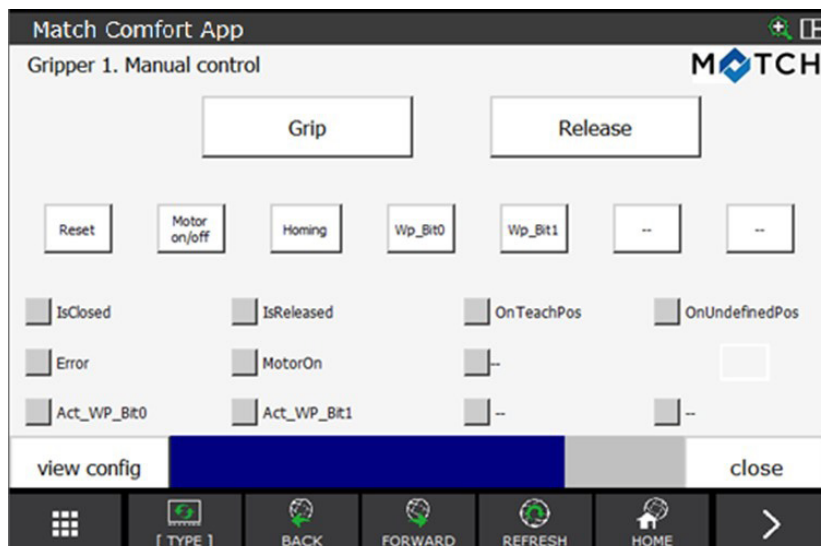 Match Comfort App
Gripper 1. Manual control
MATCH
Grip
Release
Reset
Motor
on/off
Homing
Wp_Bit0
Wp_Bit1
--
--
IsClosed
IsReleased
OnTeachPos
OnUndefinedPos
Error
MotorOn
--
Act_WP_Bit0
Act_WP_Bit1
--
--
view config
close
[ TYPE ]
BACK
FORWARD
REFRESH
HOME